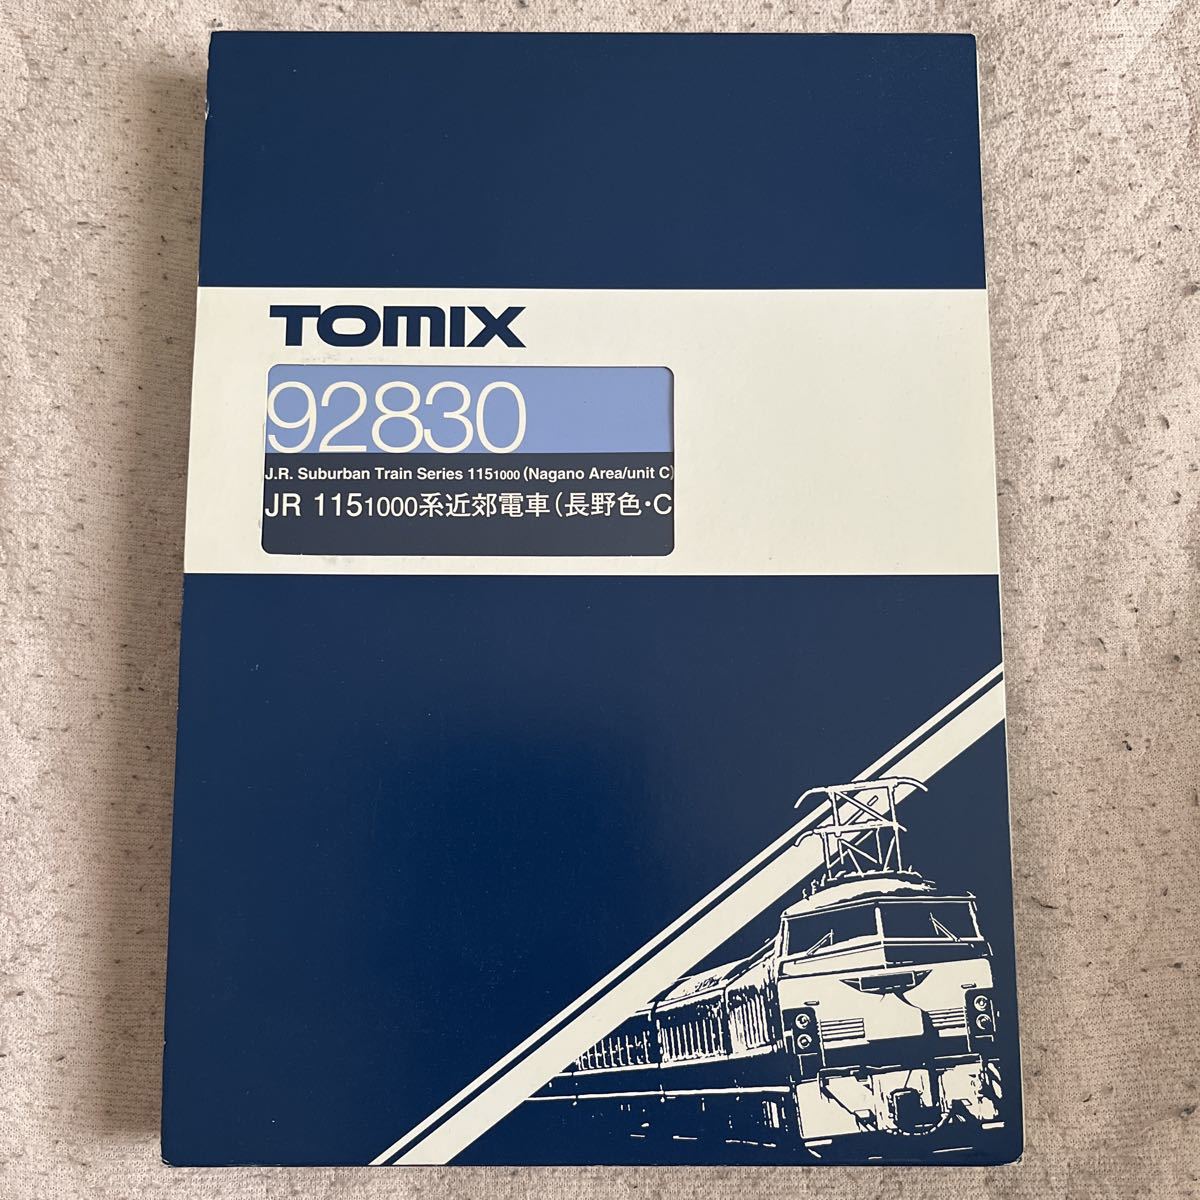 TOMIX
92830
J.R. Suburban Train Series 1151000 (Nagano Area/unit C)
JR 1151000系近郊電車(長野色・C